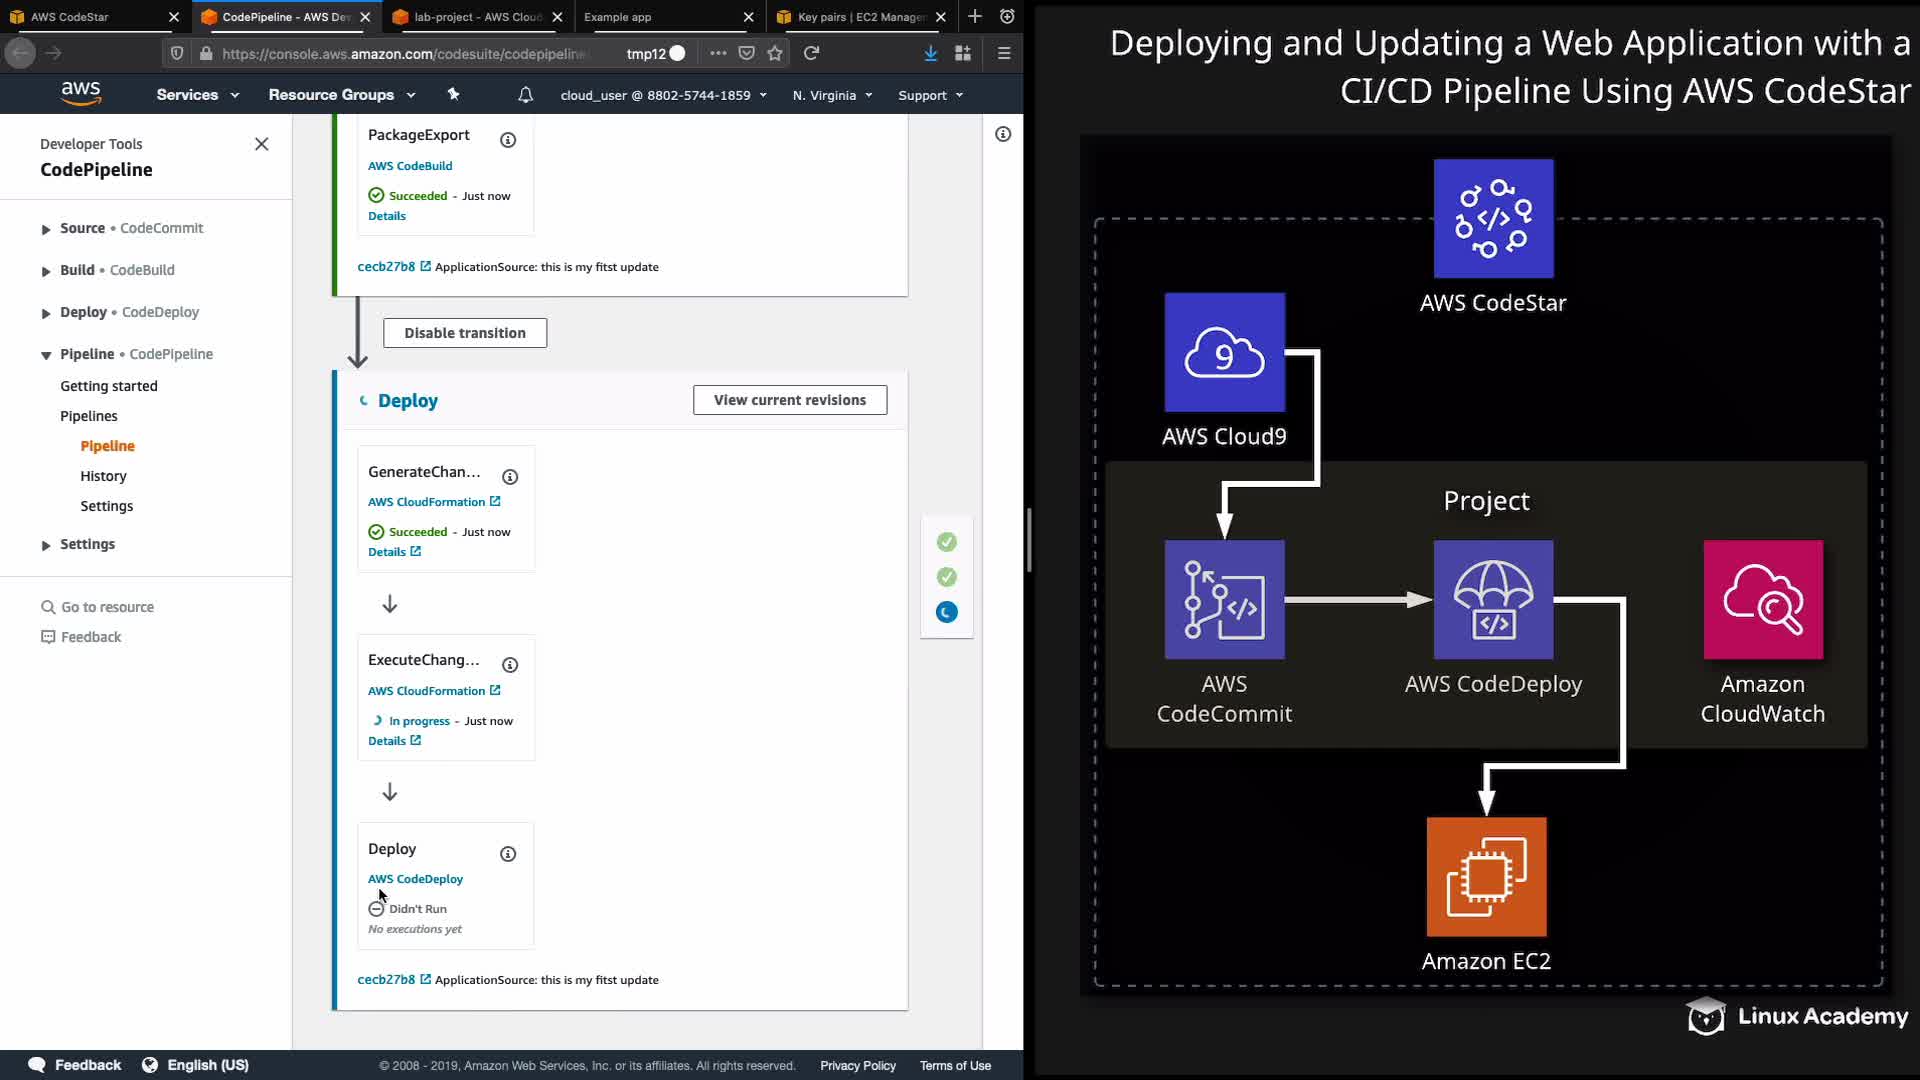 AWS CodeStar
CodePipeline - AWS Dev
lab-project - AWS Cloud
Example app
Key pairs | EC2 Manage
https://console.aws.amazon.com/codesuite/codepipeline
tmp12
aws
Services
Resource Groups
cloud_user @ 8802-5744-1859
N. Virginia
Support
Developer Tools
CodePipeline
Source • CodeCommit
Build • CodeBuild
Deploy • CodeDeploy
Pipeline • CodePipeline
Getting started
Pipelines
Pipeline
History
Settings
Settings
Go to resource
Feedback
PackageExport
AWS CodeBuild
Succeeded - Just now
Details
cecb27b8 ApplicationSource: this is my fitst update
Disable transition
Deploy
View current revisions
GenerateChan...
AWS CloudFormation
Succeeded - Just now
Details
ExecuteChang...
AWS CloudFormation
In progress - Just now
Details
Deploy
AWS CodeDeploy
Didn't Run
No executions yet
cecb27b8 ApplicationSource: this is my fitst update
Feedback
English (US)
© 2008 - 2019, Amazon Web Services, Inc. or its affiliates. All rights reserved.
Privacy Policy
Terms of Use
Deploying and Updating a Web Application with a
CI/CD Pipeline Using AWS CodeStar
AWS CodeStar
9
AWS Cloud9
Project
AWS
CodeCommit
AWS CodeDeploy
Amazon
CloudWatch
Amazon EC2
Linux Academy